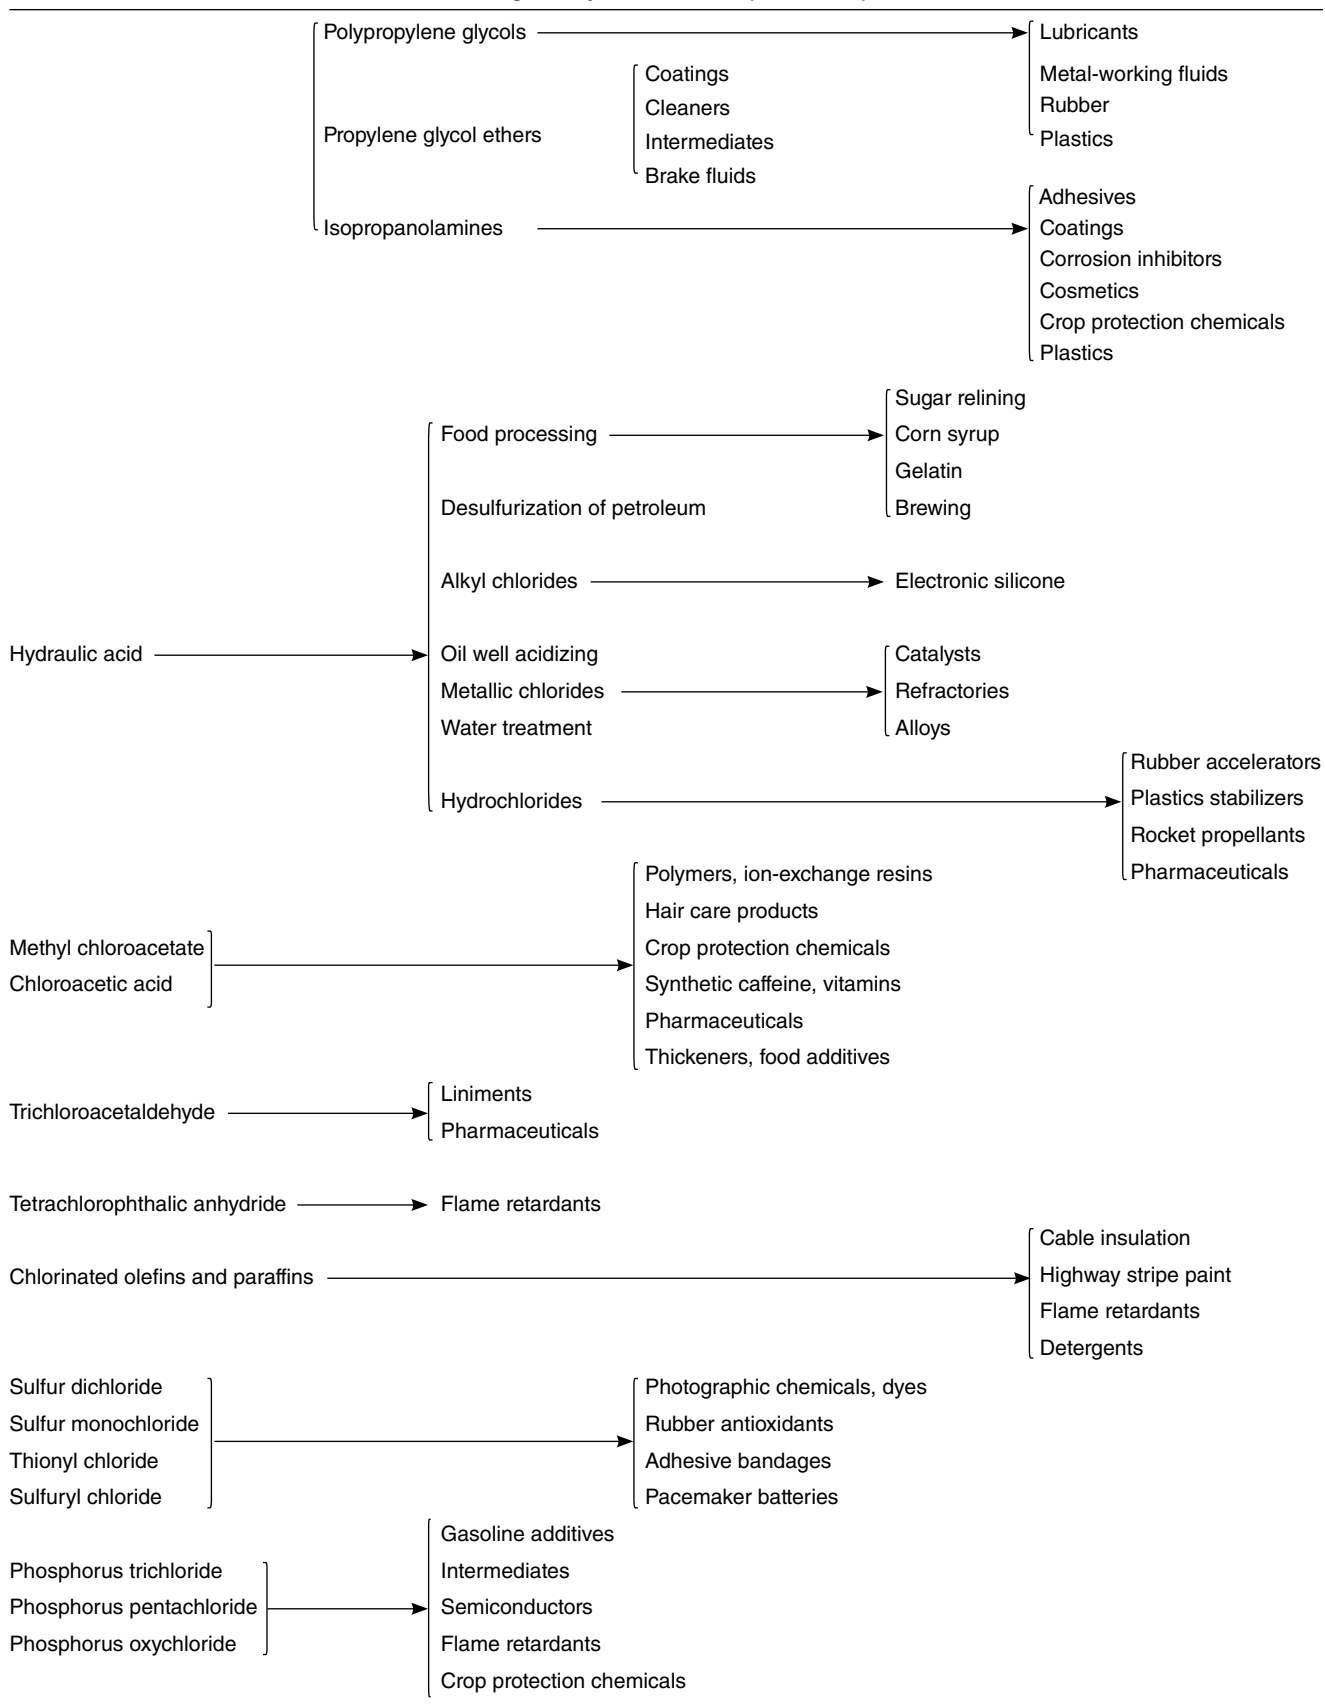 Polypropylene glycols
Lubricants
Metal-working fluids
Rubber
Plastics
Propylene glycol ethers
Coatings
Cleaners
Intermediates
Brake fluids
Isopropanolamines
Adhesives
Coatings
Corrosion inhibitors
Cosmetics
Crop protection chemicals
Plastics
Hydraulic acid
Food processing
Sugar relining
Corn syrup
Gelatin
Brewing
Desulfurization of petroleum
Alkyl chlorides
Electronic silicone
Oil well acidizing
Metallic chlorides
Water treatment
Catalysts
Refractories
Alloys
Hydrochlorides
Rubber accelerators
Plastics stabilizers
Rocket propellants
Pharmaceuticals
Methyl chloroacetate
Chloroacetic acid
Polymers, ion-exchange resins
Hair care products
Crop protection chemicals
Synthetic caffeine, vitamins
Pharmaceuticals
Thickeners, food additives
Trichloroacetaldehyde
Liniments
Pharmaceuticals
Tetrachlorophthalic anhydride
Flame retardants
Chlorinated olefins and paraffins
Cable insulation
Highway stripe paint
Flame retardants
Detergents
Sulfur dichloride
Sulfur monochloride
Thionyl chloride
Sulfuryl chloride
Photographic chemicals, dyes
Rubber antioxidants
Adhesive bandages
Pacemaker batteries
Phosphorus trichloride
Phosphorus pentachloride
Phosphorus oxychloride
Gasoline additives
Intermediates
Semiconductors
Flame retardants
Crop protection chemicals